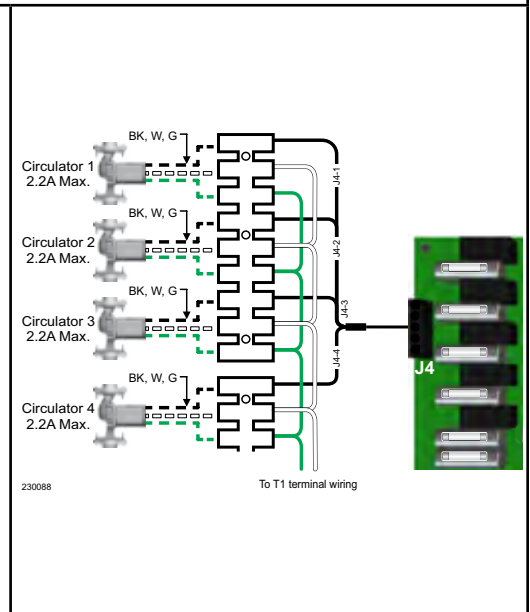 BK, W, G
Circulator 1
2.2A Max.
J4-1
BK, W, G
Circulator 2
2.2A Max.
J4-2
BK, W, G
Circulator 3
2.2A Max.
J4-3
J4
J4-4
BK, W, G
Circulator 4
2.2A Max.
230088
To T1 terminal wiring